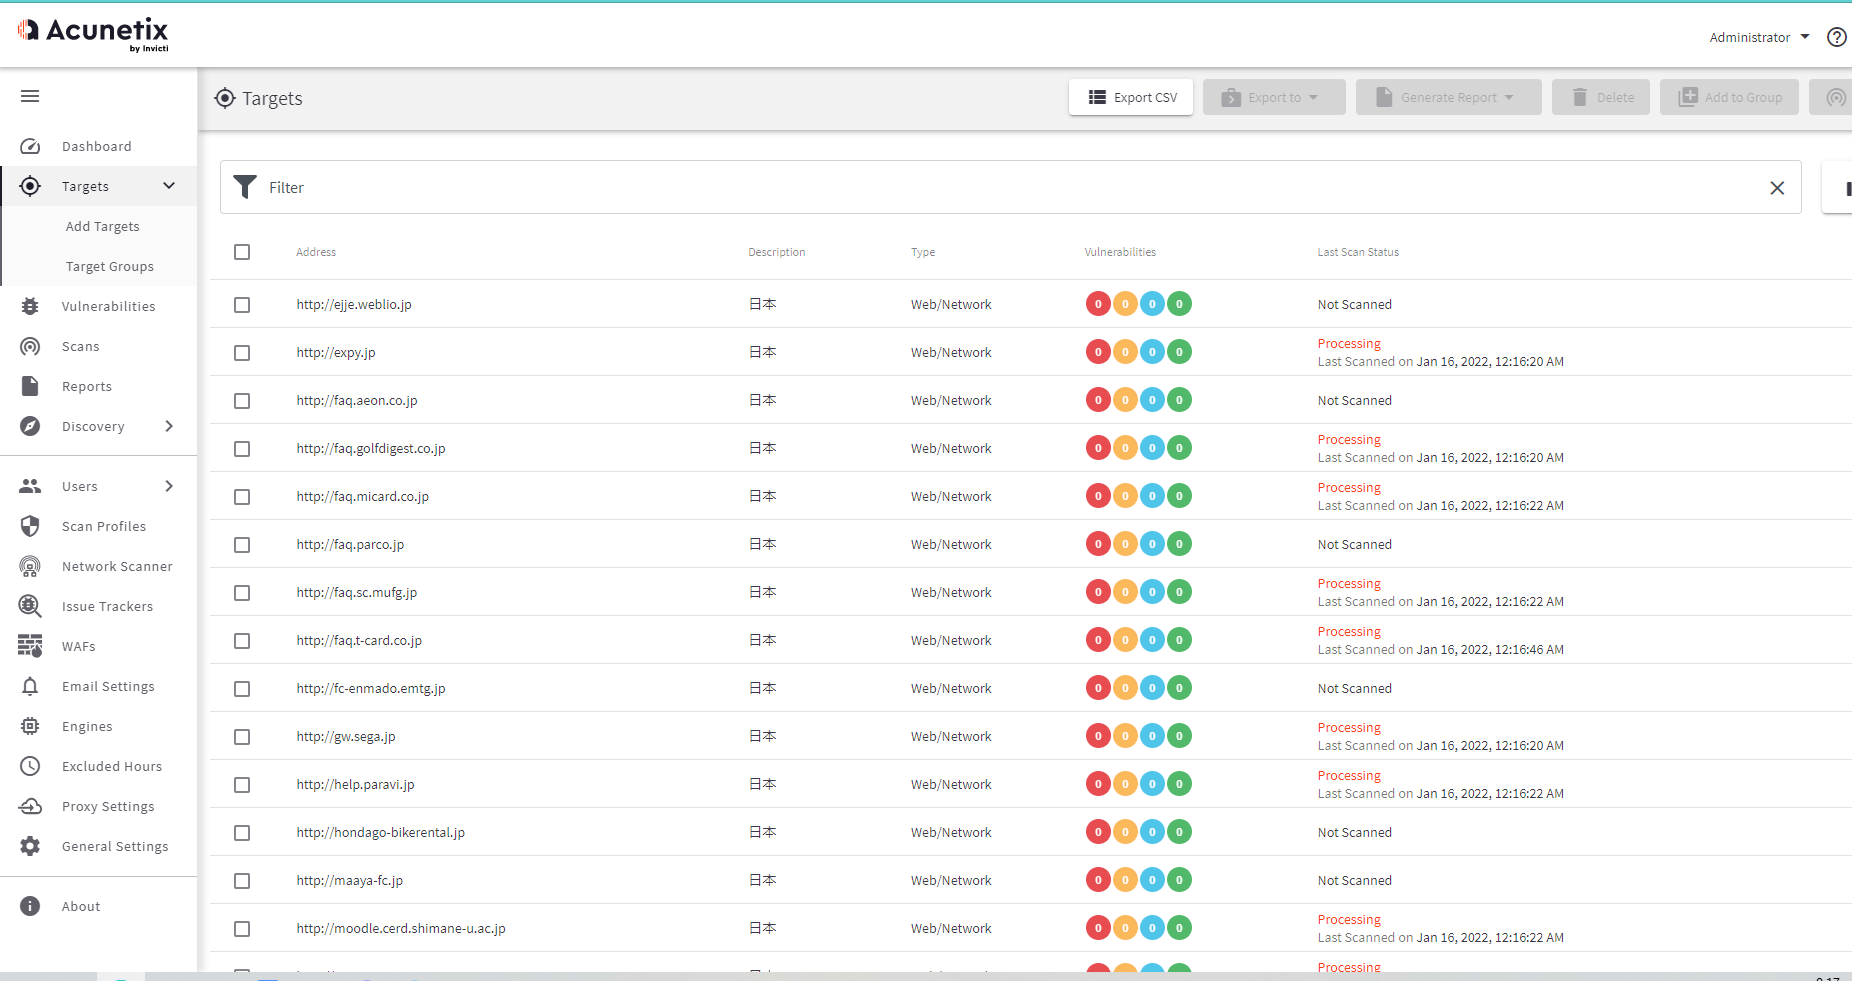 Acunetix
by Invicti
Administrator
Targets
Export CSV
Export to
Generate Report
Delete
Add to Group
Dashboard
Targets
Add Targets
Target Groups
Vulnerabilities
Scans
Reports
Discovery
Users
Scan Profiles
Network Scanner
Issue Trackers
WAFs
Email Settings
Engines
Excluded Hours
Proxy Settings
General Settings
About
Filter
Address Description Type Vulnerabilities Last Scan Status
http://ejje.weblio.jp 日本 Web/Network 0 0 0 0 Not Scanned
http://expy.jp 日本 Web/Network 0 0 0 0 Processing
Last Scanned on Jan 16, 2022, 12:16:20 AM
http://faq.aeon.co.jp 日本 Web/Network 0 0 0 0 Not Scanned
http://faq.golfdigest.co.jp 日本 Web/Network 0 0 0 0 Processing
Last Scanned on Jan 16, 2022, 12:16:20 AM
http://faq.micard.co.jp 日本 Web/Network 0 0 0 0 Processing
Last Scanned on Jan 16, 2022, 12:16:22 AM
http://faq.parco.jp 日本 Web/Network 0 0 0 0 Not Scanned
http://faq.sc.mufg.jp 日本 Web/Network 0 0 0 0 Processing
Last Scanned on Jan 16, 2022, 12:16:22 AM
http://faq.t-card.co.jp 日本 Web/Network 0 0 0 0 Processing
Last Scanned on Jan 16, 2022, 12:16:46 AM
http://fc-enmado.emtg.jp 日本 Web/Network 0 0 0 0 Not Scanned
http://gw.sega.jp 日本 Web/Network 0 0 0 0 Processing
Last Scanned on Jan 16, 2022, 12:16:20 AM
http://help.paravi.jp 日本 Web/Network 0 0 0 0 Processing
Last Scanned on Jan 16, 2022, 12:16:22 AM
http://hondago-bikerental.jp 日本 Web/Network 0 0 0 0 Not Scanned
http://maaya-fc.jp 日本 Web/Network 0 0 0 0 Not Scanned
http://moodle.cerd.shimane-u.ac.jp 日本 Web/Network 0 0 0 0 Processing
Last Scanned on Jan 16, 2022, 12:16:22 AM
Processing